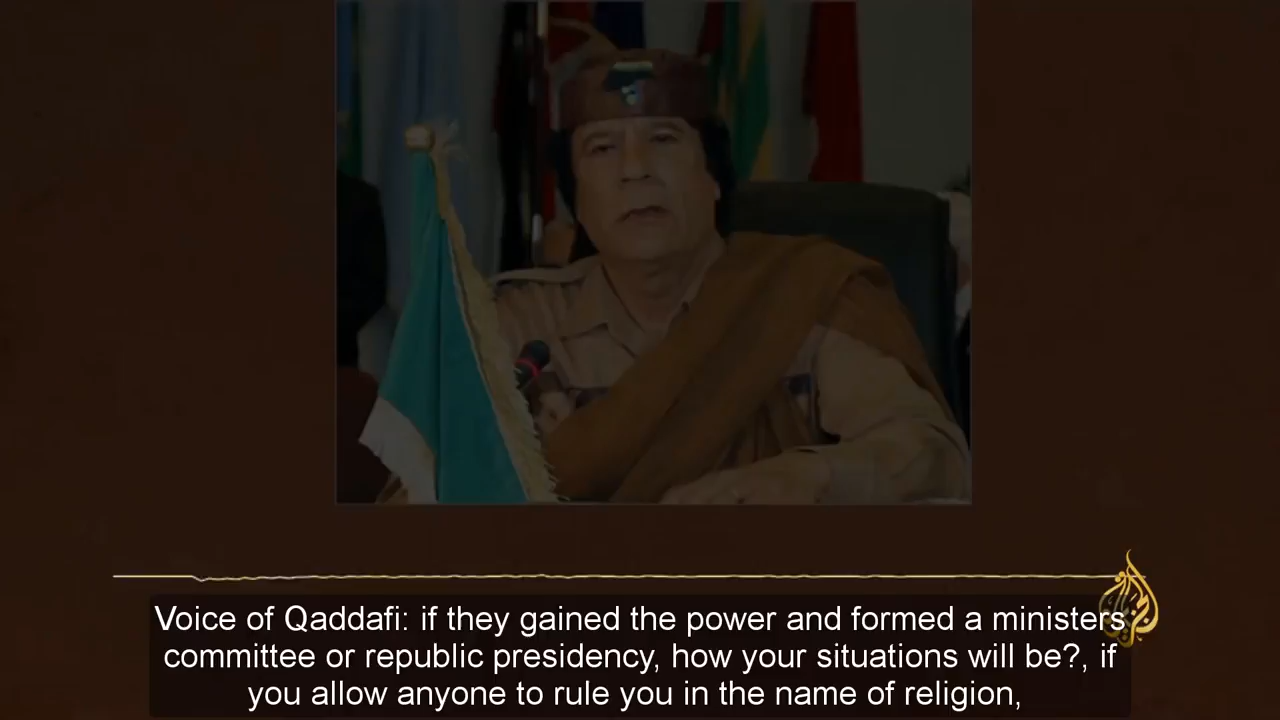 Voice of Qaddafi: if they gained the power and formed a ministers
committee or republic presidency, how your situations will be?, if
you allow anyone to rule you in the name of religion,